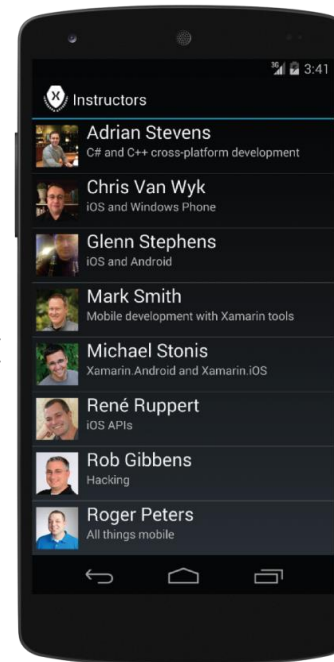 3G 3:41
X Instructors
Adrian Stevens
C# and C++ cross-platform development
Chris Van Wyk
iOS and Windows Phone
Glenn Stephens
iOS and Android
Mark Smith
Mobile development with Xamarin tools
Michael Stonis
Xamarin.Android and Xamarin.iOS
René Ruppert
iOS APIs
Rob Gibbens
Hacking
Roger Peters
All things mobile